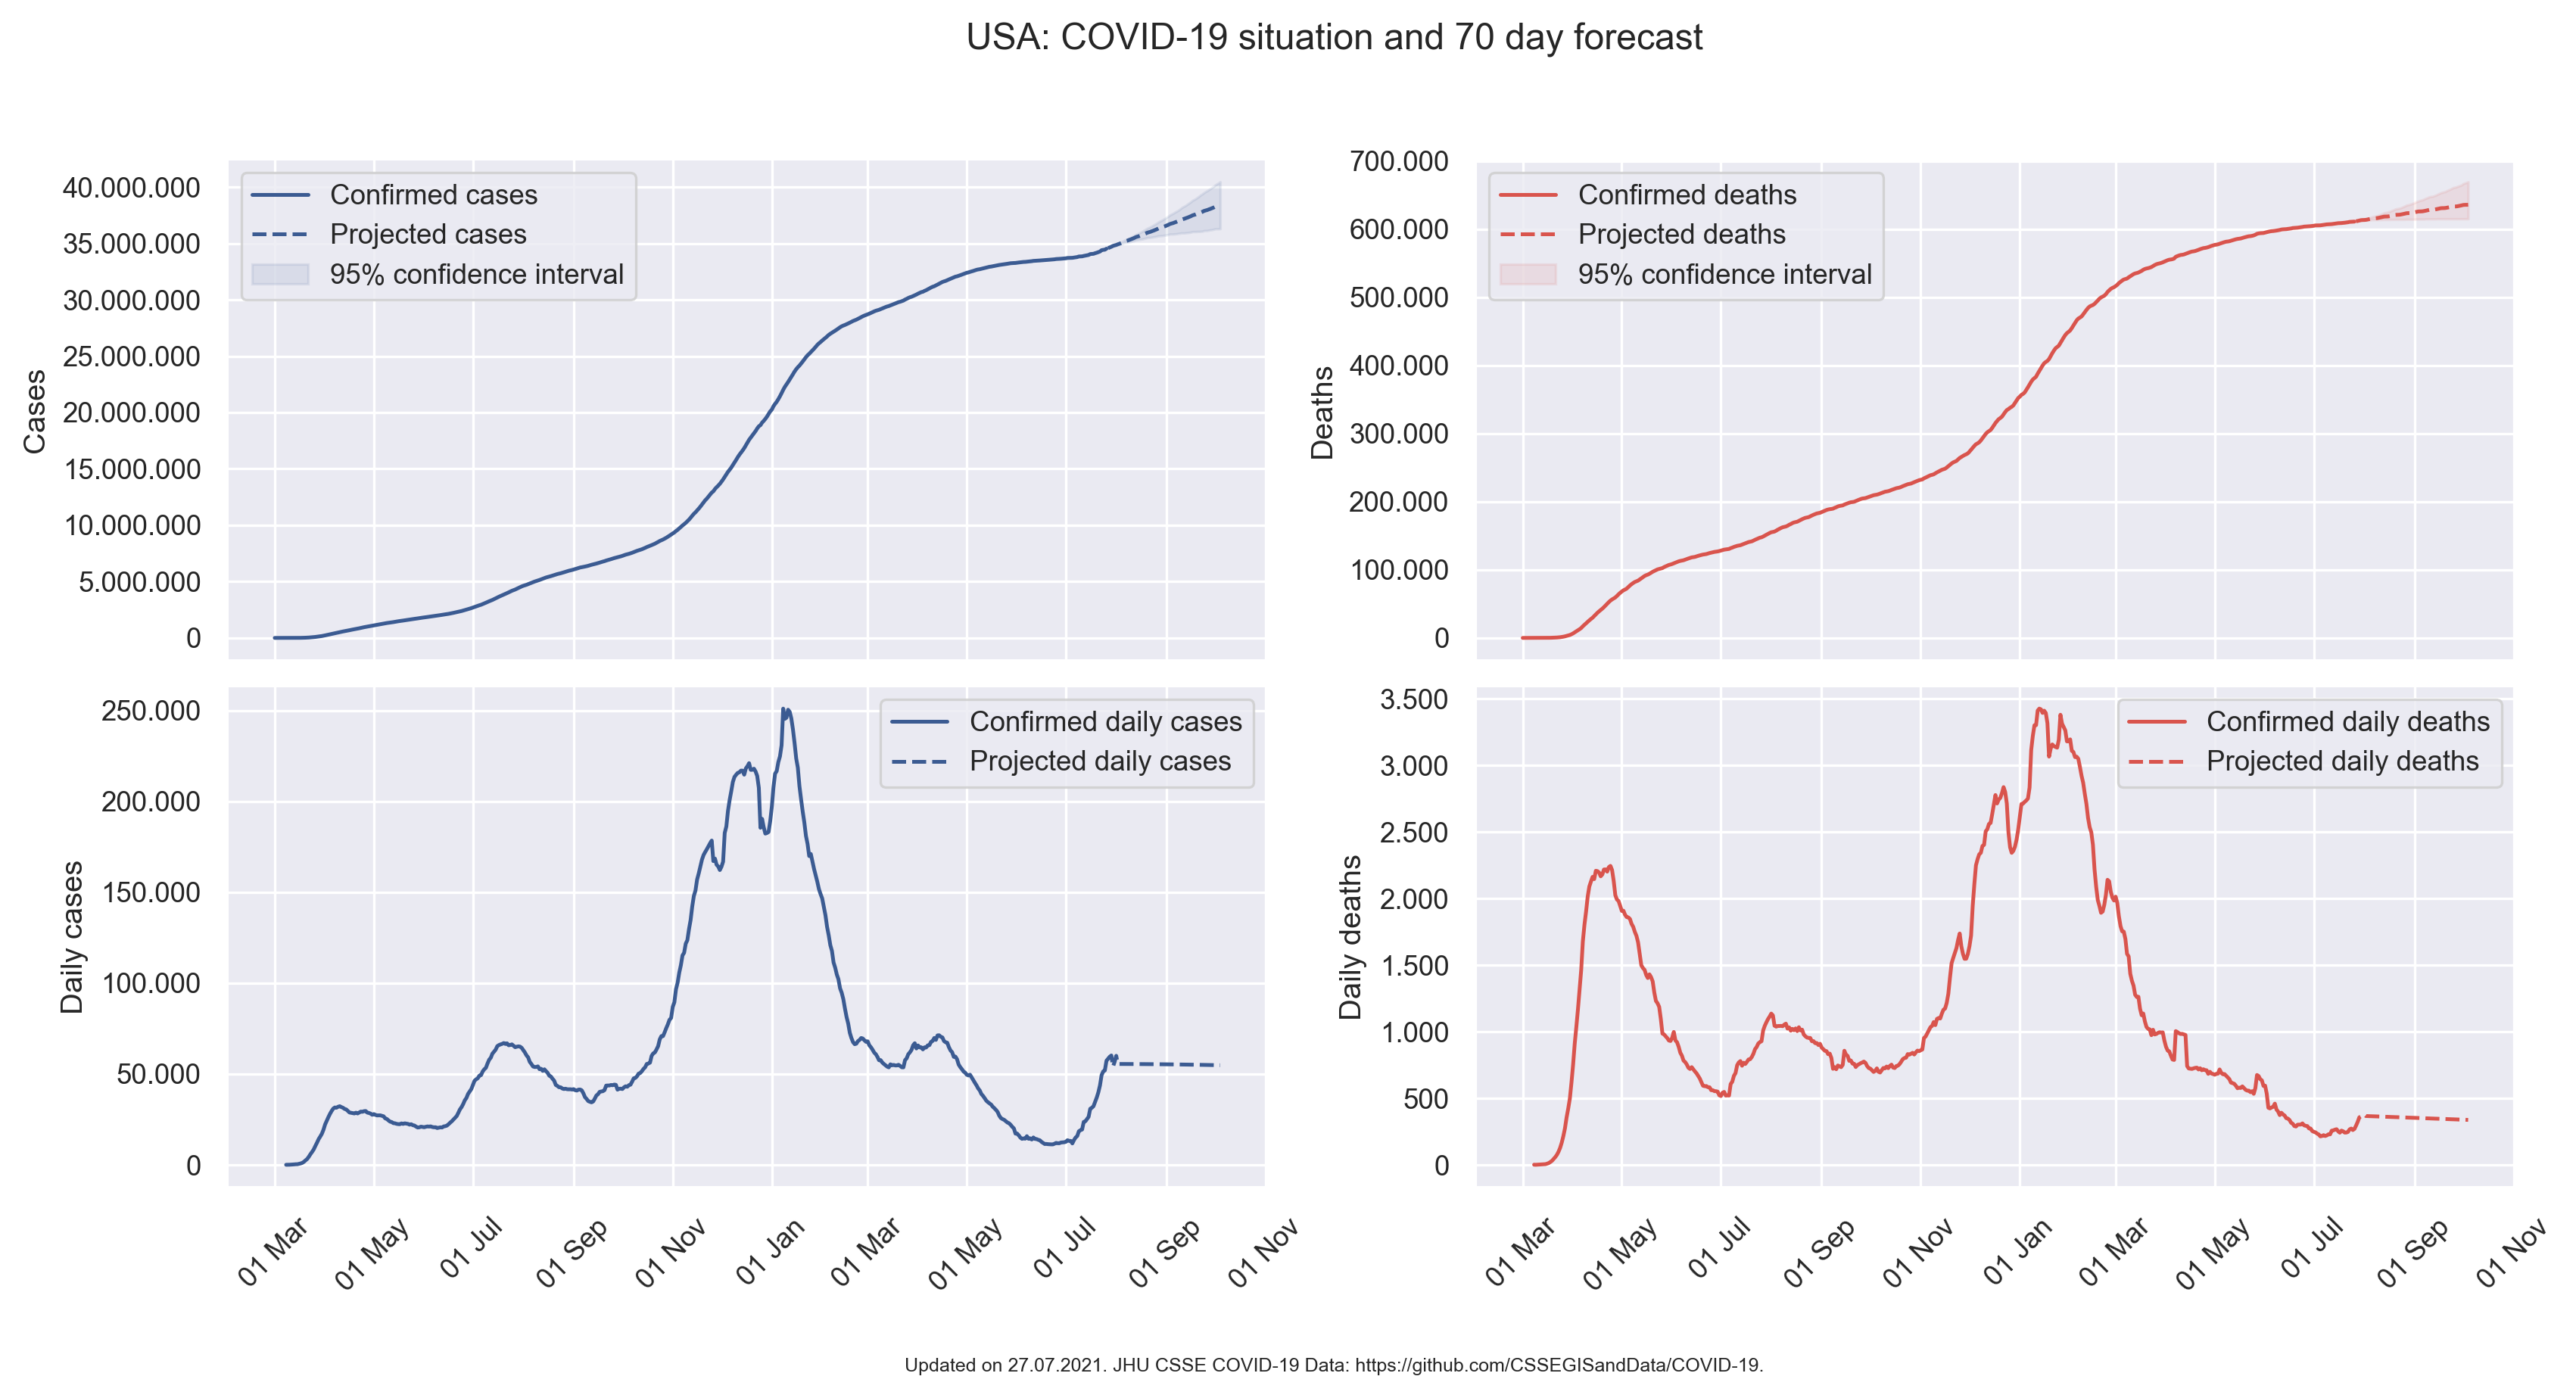 USA: COVID-19 situation and 70 day forecast
Cases
40.000.000
35.000.000
30.000.000
25.000.000
20.000.000
15.000.000
10.000.000
5.000.000
0
Confirmed cases
Projected cases
95% confidence interval
Deaths
700.000
600.000
500.000
400.000
300.000
200.000
100.000
0
Confirmed deaths
Projected deaths
95% confidence interval
Daily cases
250.000
200.000
150.000
100.000
50.000
0
Confirmed daily cases
Projected daily cases
01 Mar
01 May
01 Jul
01 Sep
01 Nov
01 Jan
01 Mar
01 May
01 Jul
01 Sep
01 Nov
Daily deaths
3.500
3.000
2.500
2.000
1.500
1.000
500
0
Confirmed daily deaths
Projected daily deaths
01 Mar
01 May
01 Jul
01 Sep
01 Nov
01 Jan
01 Mar
01 May
01 Jul
01 Sep
01 Nov
Updated on 27.07.2021. JHU CSSE COVID-19 Data: https://github.com/CSSEGISandData/COVID-19.